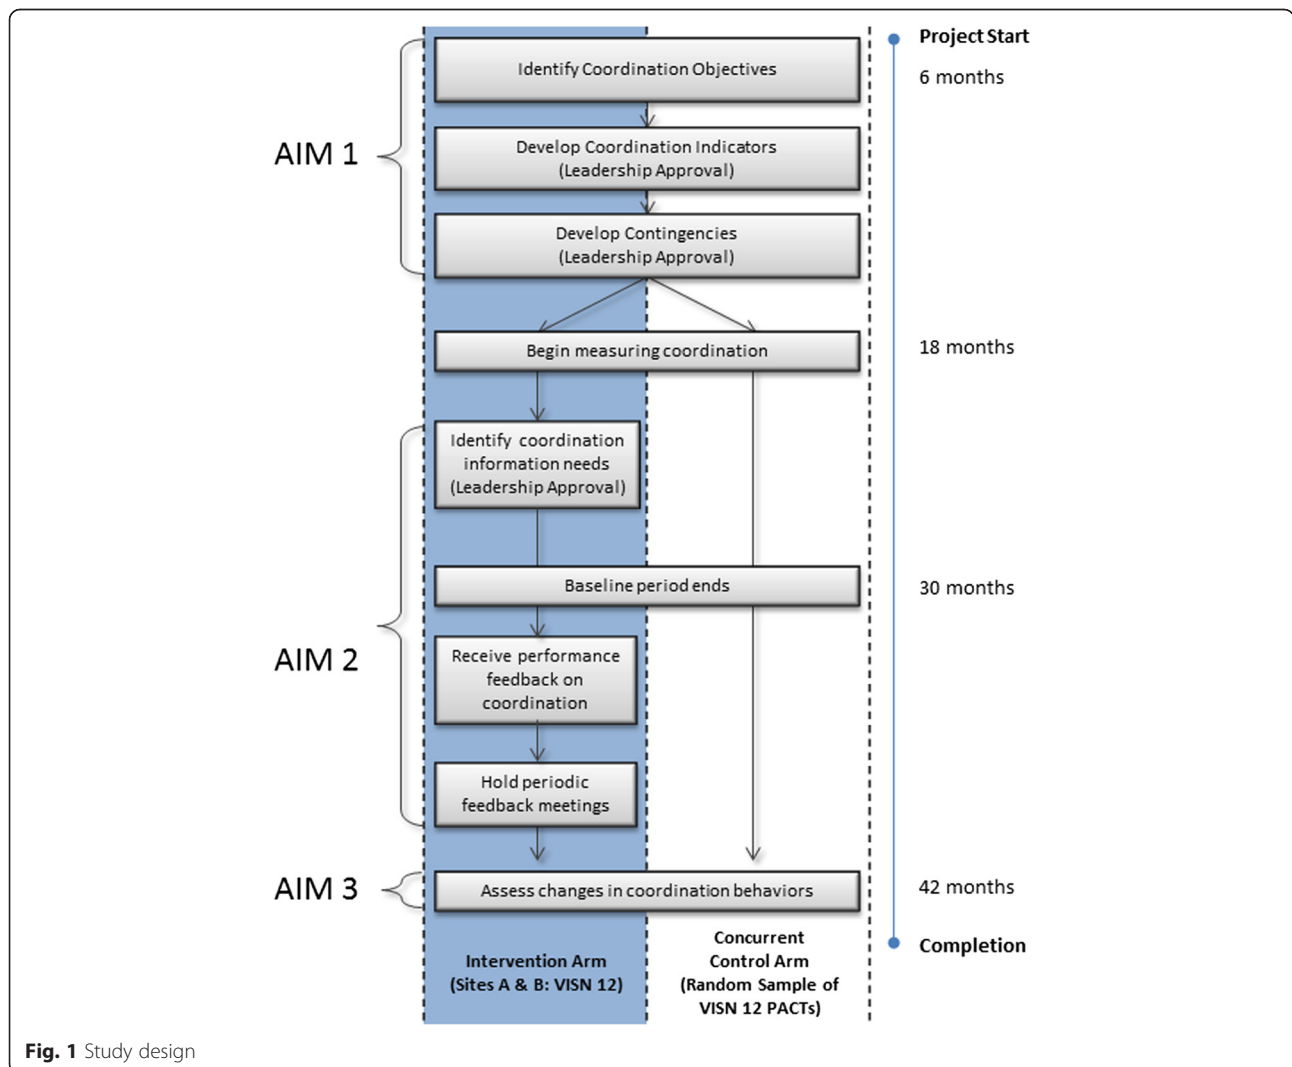 Project Start
Identify Coordination Objectives
6 months
AIM 1
Develop Coordination Indicators
(Leadership Approval)
Develop Contingencies
(Leadership Approval)
Begin measuring coordination
18 months
Identify coordination
information needs
(Leadership Approval)
Baseline period ends
30 months
AIM 2
Receive performance
feedback on
coordination
Hold periodic
feedback meetings
AIM 3
Assess changes in coordination behaviors
42 months
Intervention Arm
(Sites A & B: VISN 12)
Concurrent
Control Arm
(Random Sample of
VISN 12 PACTs)
Completion
Fig. 1 Study design